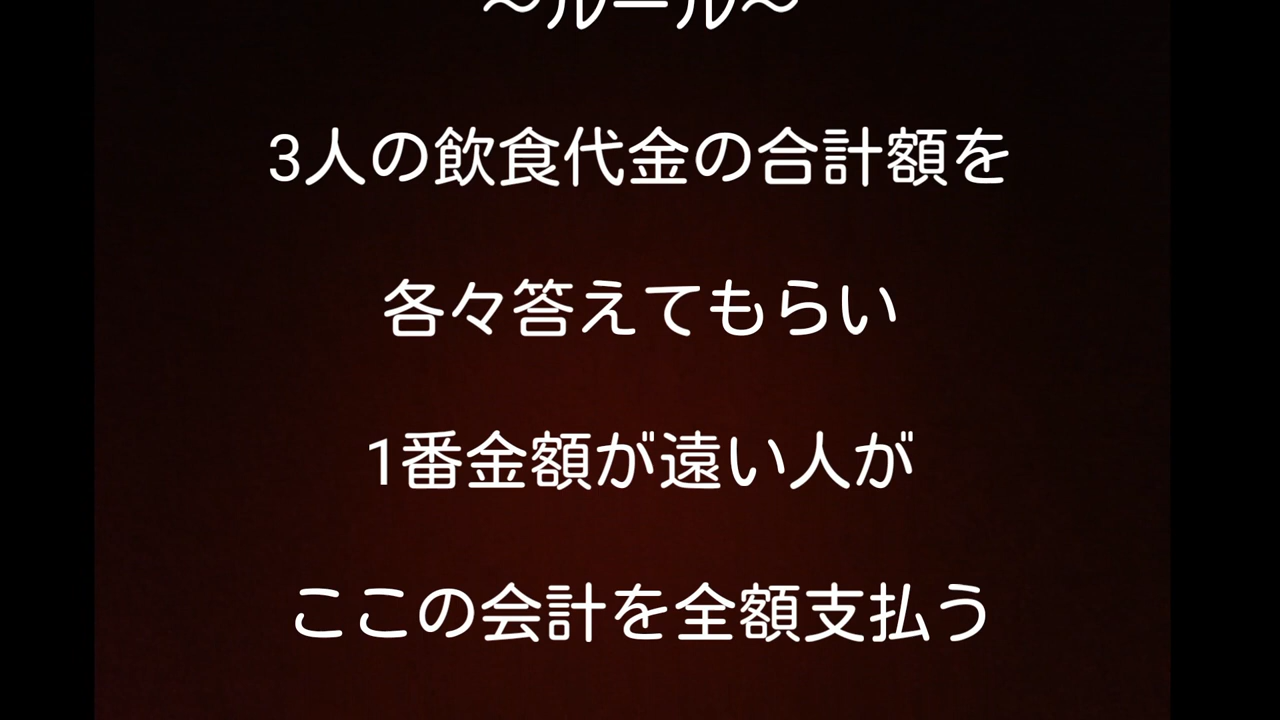 ～ルール～
3人の飲食代金の合計額を
各々答えてもらい
1番金額が遠い人が
ここの会計を全額支払う